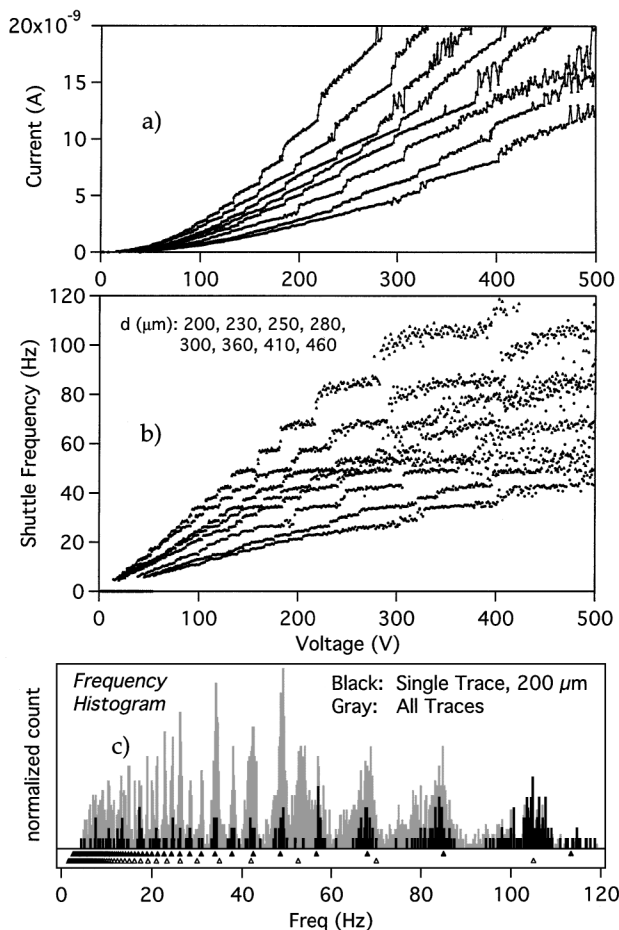 20x10⁻⁹
15
10
5
0
Current (A)
a)
0 100 200 300 400 500
120
100
80
60
40
20
0
Shuttle Frequency (Hz)
d (µm): 200, 230, 250, 280,
300, 360, 410, 460
b)
0 100 200 300 400 500
Voltage (V)
normalized count
Frequency
Histogram
c)
Black: Single Trace, 200 µm
Gray: All Traces
0 20 40 60 80 100 120
Freq (Hz)